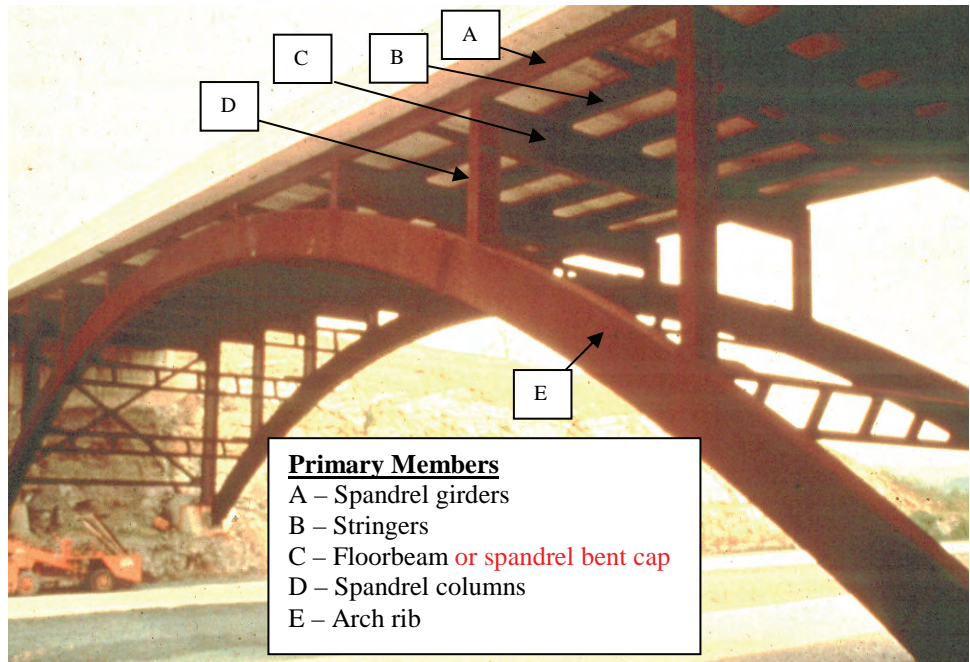 A
B
C
D
E
Primary Members
A – Spandrel girders
B – Stringers
C – Floorbeam or spandrel bent cap
D – Spandrel columns
E – Arch rib